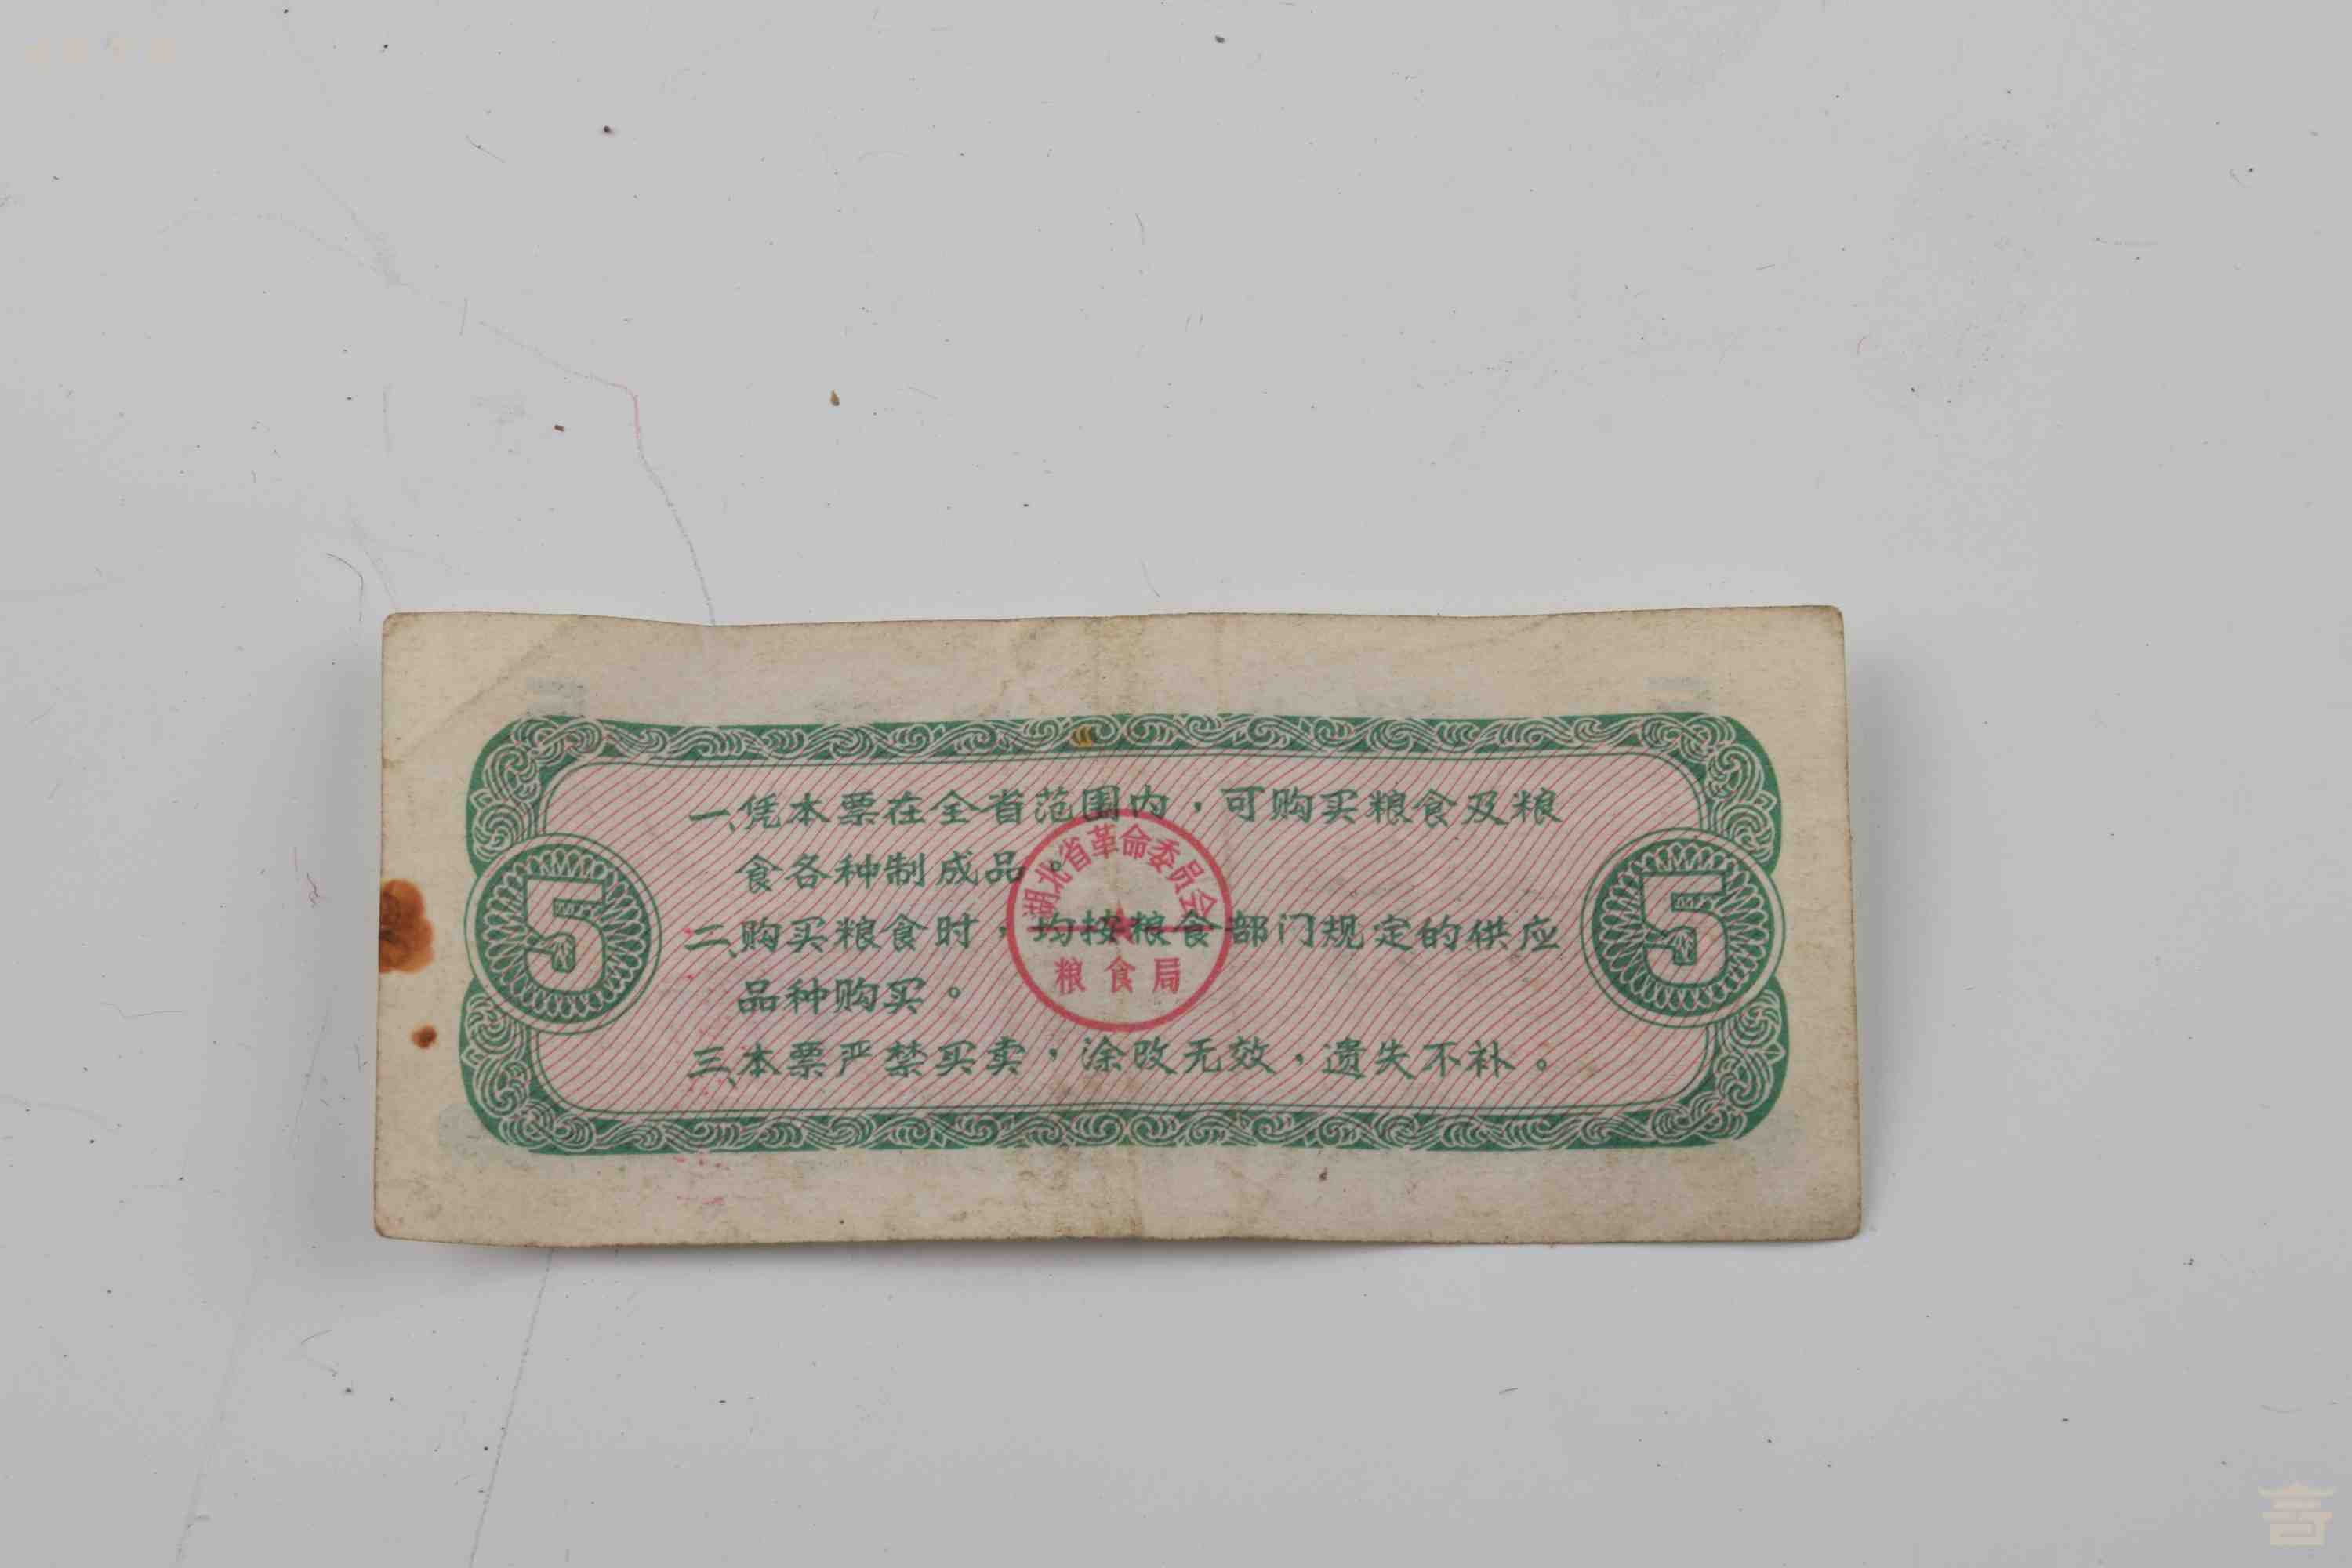 一、凭本票在全省范围内，可购买粮食及粮
食各种制成品。
二、购买粮食时，均按粮食部门规定的供应
品种购买。
三、本票严禁买卖，涂改无效，遗失不补。
5
5
湖北省革命委员会
粮食局